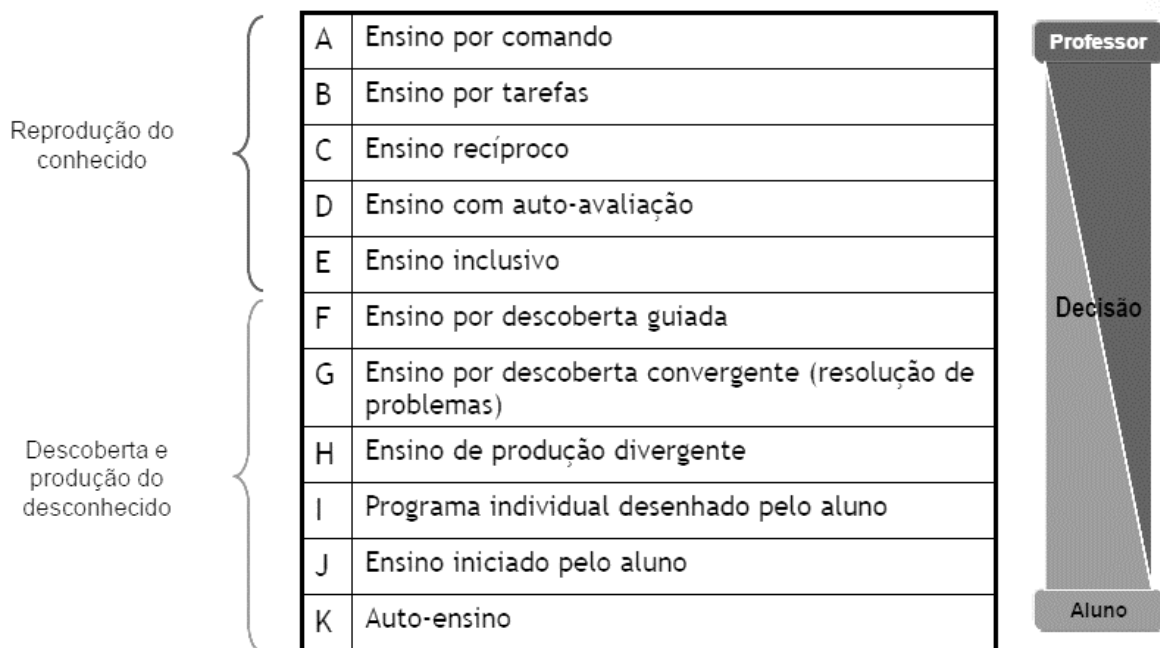 Reprodução do
conhecido
Descoberta e
produção do
desconhecido
A Ensino por comando
B Ensino por tarefas
C Ensino recíproco
D Ensino com auto-avaliação
E Ensino inclusivo
F Ensino por descoberta guiada
G Ensino por descoberta convergente (resolução de
problemas)
H Ensino de produção divergente
I Programa individual desenhado pelo aluno
J Ensino iniciado pelo aluno
K Auto-ensino
Professor
Decisão
Aluno